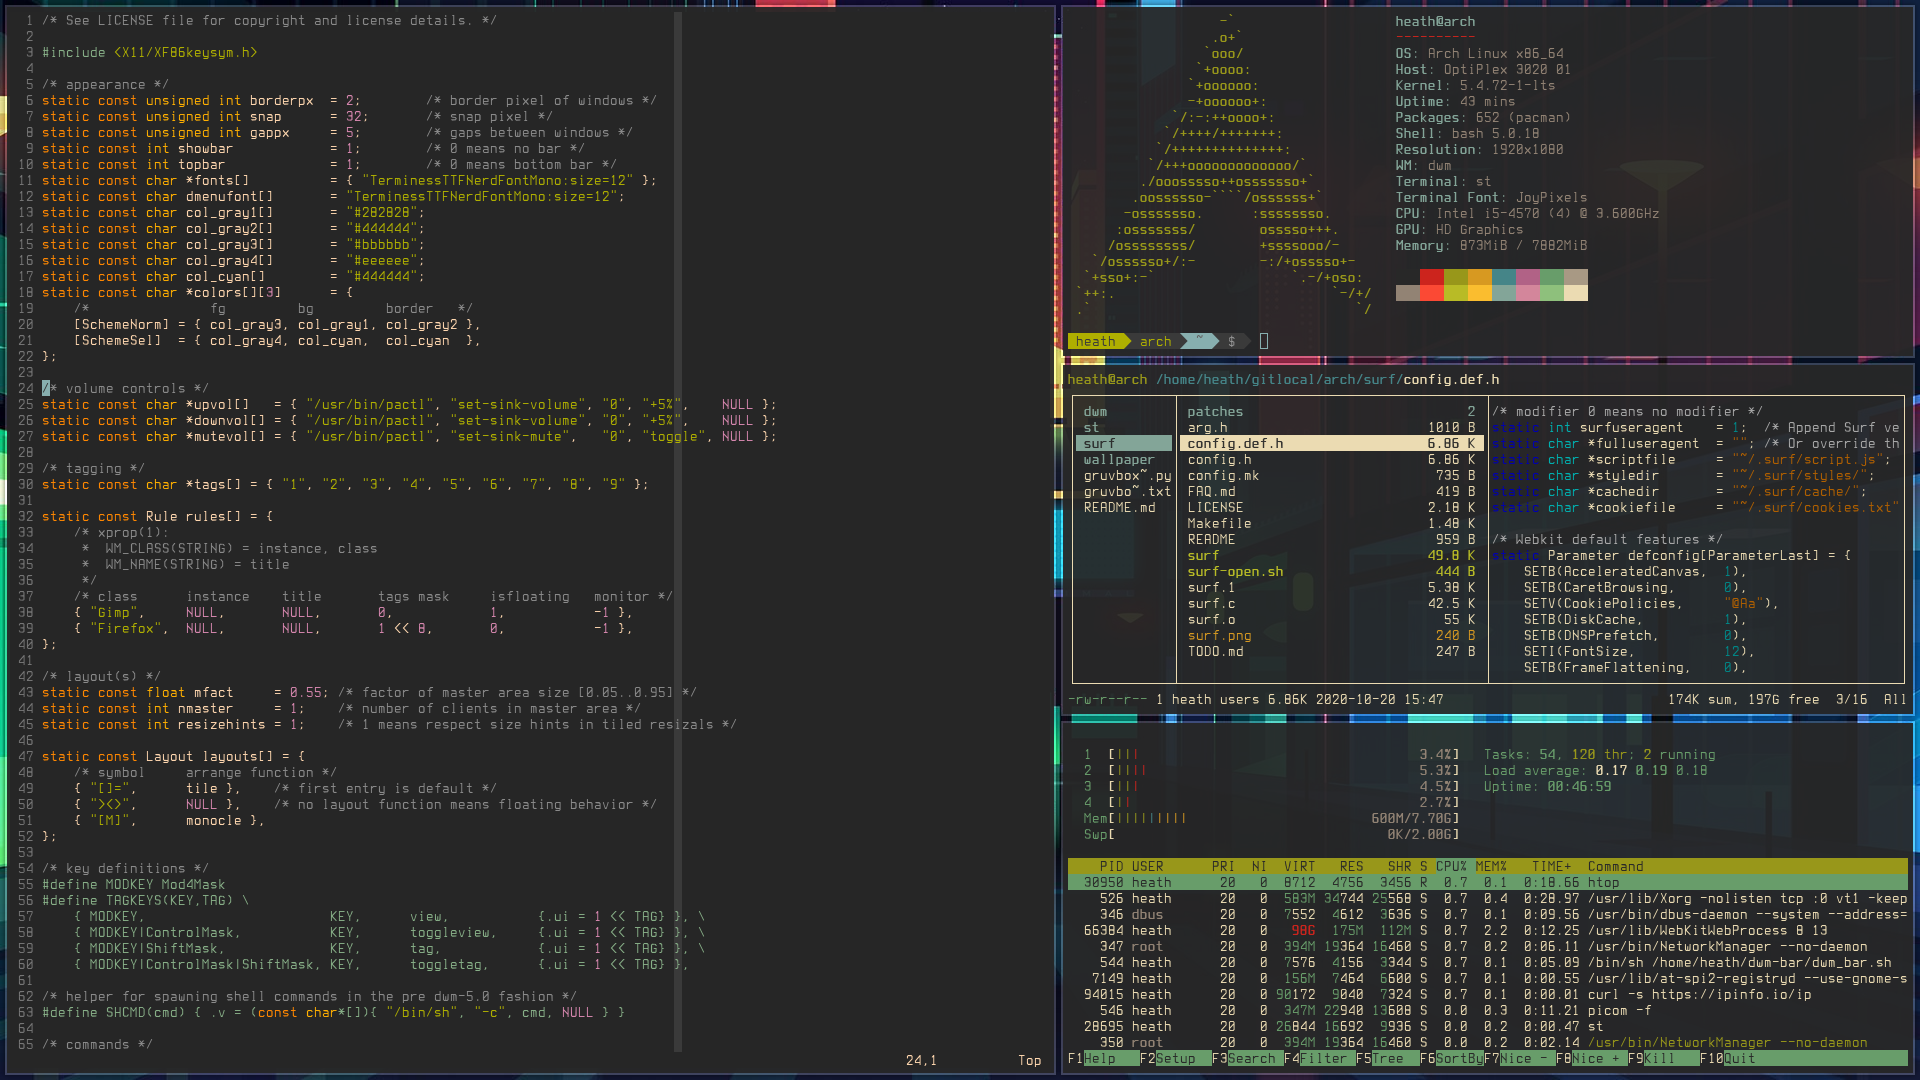 1 /* See LICENSE file for copyright and license details. */
2
3 #include <X11/XF86keysym.h>
4
5 /* appearance */
6 static const unsigned int borderpx  = 2;        /* border pixel of windows */
7 static const unsigned int snap      = 32;       /* snap pixel */
8 static const unsigned int gappx     = 5;        /* gaps between windows */
9 static const int showbar            = 1;        /* 0 means no bar */
10 static const int topbar             = 1;        /* 0 means bottom bar */
11 static const char *fonts[]          = { "TerminessTTFNerdFontMono:size=12" };
12 static const char dmenufont[]       = "TerminessTTFNerdFontMono:size=12";
13 static const char col_gray1[]       = "#282828";
14 static const char col_gray2[]       = "#444444";
15 static const char col_gray3[]       = "#bbbbbb";
16 static const char col_gray4[]       = "#eeeeee";
17 static const char col_cyan[]        = "#444444";
18 static const char *colors[][3]      = {
19     /*               fg         bg         border   */
20     [SchemeNorm] = { col_gray3, col_gray1, col_gray2 },
21     [SchemeSel]  = { col_gray4, col_cyan,  col_cyan  },
22 };
23
24 /* volume controls */
25 static const char *upvol[]   = { "/usr/bin/pactl", "set-sink-volume", "0", "+5%",    NULL };
26 static const char *downvol[] = { "/usr/bin/pactl", "set-sink-volume", "0", "+5%",    NULL };
27 static const char *mutevol[] = { "/usr/bin/pactl", "set-sink-mute",   "0", "toggle", NULL };
28
29 /* tagging */
30 static const char *tags[] = { "1", "2", "3", "4", "5", "6", "7", "8", "9" };
31
32 static const Rule rules[] = {
33     /* xprop(1):
34      *  WM_CLASS(STRING) = instance, class
35      *  WM_NAME(STRING) = title
36      */
37     /* class      instance    title       tags mask     isfloating   monitor */
38     { "Gimp",     NULL,       NULL,       0,            1,           -1 },
39     { "Firefox",  NULL,       NULL,       1 << 8,       0,           -1 },
40 };
41
42 /* layout(s) */
43 static const float mfact     = 0.55; /* factor of master area size [0.05..0.95] */
44 static const int nmaster     = 1;    /* number of clients in master area */
45 static const int resizehints = 1;    /* 1 means respect size hints in tiled resizals */
46
47 static const Layout layouts[] = {
48     /* symbol     arrange function */
49     { "[]=",      tile },    /* first entry is default */
50     { "><>",      NULL },    /* no layout function means floating behavior */
51     { "[M]",      monocle },
52 };
53
54 /* key definitions */
55 #define MODKEY Mod4Mask
56 #define TAGKEYS(KEY,TAG) \
57     { MODKEY,                       KEY,      view,           {.ui = 1 << TAG} }, \
58     { MODKEY|ControlMask,           KEY,      toggleview,     {.ui = 1 << TAG} }, \
59     { MODKEY|ShiftMask,             KEY,      tag,            {.ui = 1 << TAG} }, \
60     { MODKEY|ControlMask|ShiftMask, KEY,      toggletag,      {.ui = 1 << TAG} },
61
62 /* helper for spawning shell commands in the pre dwm-5.0 fashion */
63 #define SHCMD(cmd) { .v = (const char*[]){ "/bin/sh", "-c", cmd, NULL } }
64
65 /* commands */
24,1 Top
-`
.o+`
`ooo/
`+oooo:
`+oooooo:
-+oooooo+:
`/:-:++oooo+:
`/++++/+++++++:
`/++++++++++++++:
`/+++ooooooooooooo/`
./ooosssso++osssssso+`
.oossssso-````/ossssss+`
-osssssso.      :ssssssso.
:osssssss/        osssso+++.
/ossssssss/        +ssssooo/-
`/ossssso+/:-        -:/+osssso+-
`+sso+:-`                 `.-/+oso:
`++:.                           `-/+/
.`                                 `/
heath@arch
----------
OS: Arch Linux x86_64
Host: OptiPlex 3020 01
Kernel: 5.4.72-1-lts
Uptime: 43 mins
Packages: 652 (pacman)
Shell: bash 5.0.18
Resolution: 1920x1080
WM: dwm
Terminal: st
Terminal Font: JoyPixels
CPU: Intel i5-4570 (4) @ 3.600GHz
GPU: HD Graphics
Memory: 873MiB / 7882MiB
heath arch ~ $
heath@arch /home/heath/gitlocal/arch/surf/config.def.h
dwm
st
surf
wallpaper
gruvbox~.py
gruvbo~.txt
README.md
patches 2
arg.h 1010 B
config.def.h 6.86 K
config.h 6.86 K
config.mk 735 B
FAQ.md 419 B
LICENSE 2.18 K
Makefile 1.48 K
README 959 B
surf 49.8 K
surf-open.sh 444 B
surf.1 5.38 K
surf.c 42.5 K
surf.o 55 K
surf.png 240 B
TODO.md 247 B
/* modifier 0 means no modifier */
static int surfuseragent    = 1;  /* Append Surf ve
static char *fulluseragent  = ""; /* Or override th
static char *scriptfile     = "~/.surf/script.js";
static char *styledir       = "~/.surf/styles/";
static char *cachedir       = "~/.surf/cache/";
static char *cookiefile     = "~/.surf/cookies.txt"
/* Webkit default features */
static Parameter defconfig[ParameterLast] = {
SETB(AcceleratedCanvas,  1),
SETB(CaretBrowsing,      0),
SETV(CookiePolicies,     "@Aa"),
SETB(DiskCache,          1),
SETB(DNSPrefetch,        0),
SETI(FontSize,           12),
SETB(FrameFlattening,    0),
-rw-r--r-- 1 heath users 6.86K 2020-10-20 15:47 174K sum, 197G free  3/16  All
1 [||| 3.4%]
2 [|||| 5.3%]
3 [||| 4.5%]
4 [|| 2.7%]
Mem[||||||||| 600M/7.70G]
Swp[ 0K/2.00G]
Tasks: 54, 120 thr; 2 running
Load average: 0.17 0.19 0.18
Uptime: 00:46:59
PID USER PRI NI VIRT RES SHR S CPU% MEM% TIME+ Command
30950 heath 20 0 8712 4756 3456 R 0.7 0.1 0:18.66 htop
526 heath 20 0 583M 34744 25568 S 0.7 0.4 0:28.97 /usr/lib/Xorg -nolisten tcp :0 vt1 -keep
346 dbus 20 0 7552 4612 3636 S 0.7 0.1 0:09.56 /usr/bin/dbus-daemon --system --address=
66384 heath 20 0 98G 175M 112M S 0.7 2.2 0:12.25 /usr/lib/WebKitWebProcess 8 13
347 root 20 0 394M 19364 16460 S 0.7 0.2 0:06.11 /usr/bin/NetworkManager --no-daemon
544 heath 20 0 7576 4156 3344 S 0.7 0.1 0:05.09 /bin/sh /home/heath/dwm-bar/dwm_bar.sh
7149 heath 20 0 156M 7464 6600 S 0.7 0.1 0:00.55 /usr/lib/at-spi2-registryd --use-gnome-s
94015 heath 20 0 90172 9040 7324 S 0.7 0.1 0:00.01 curl -s https://ipinfo.io/ip
546 heath 20 0 347M 22940 13608 S 0.0 0.3 0:11.21 picom -f
28695 heath 20 0 26844 16692 9936 S 0.0 0.2 0:00.47 st
350 root 20 0 394M 19364 16460 S 0.0 0.2 0:02.14 /usr/bin/NetworkManager --no-daemon
F1Help F2Setup F3Search F4Filter F5Tree F6SortBy F7Nice - F8Nice + F9Kill F10Quit